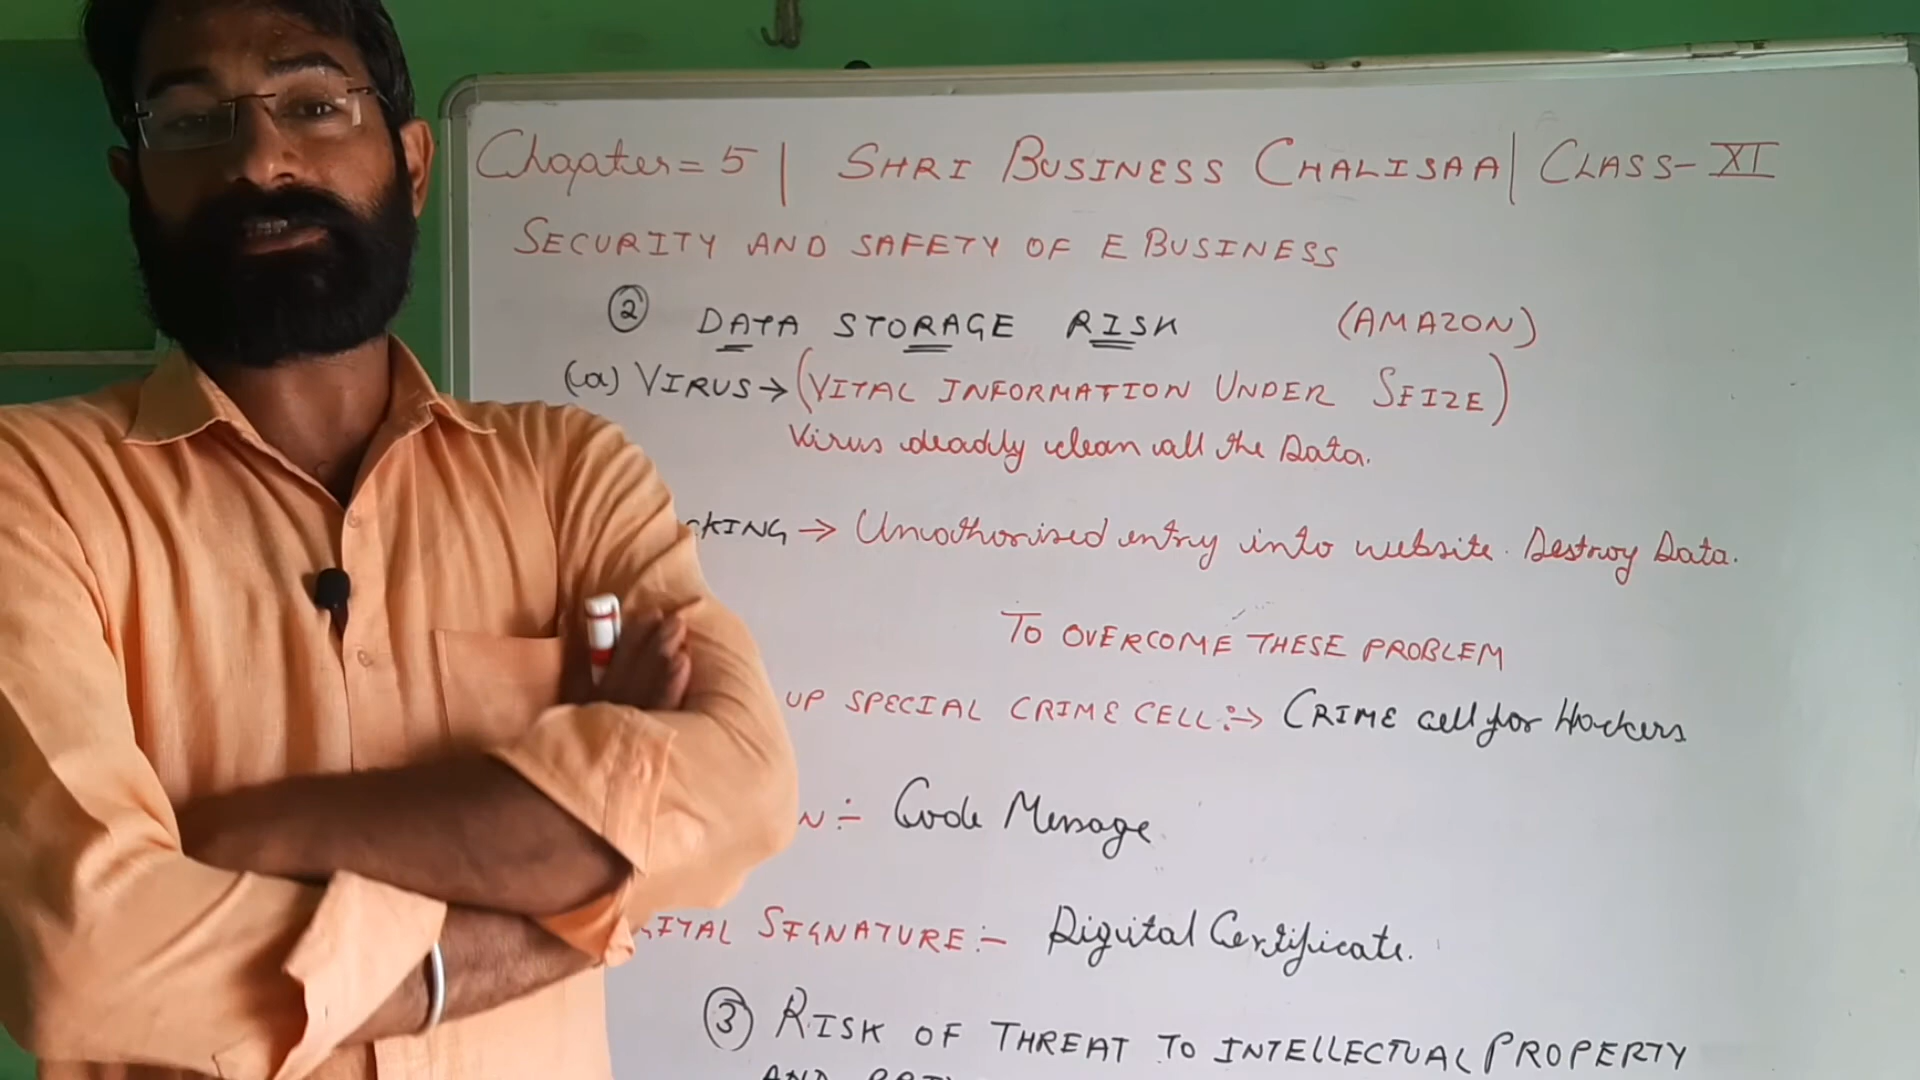 Chapter = 5 | SHRI BUSINESS CHALISAA | CLASS-XI
SECURITY AND SAFETY OF E BUSINESS
② DATA STORAGE RISK (AMAZON)
(a) VIRUS → (VITAL INFORMATION UNDER SEIZE)
Virus deadly clean all the Data.
CKING → Unothorised entry into website. Destroy Data.
TO OVERCOME THESE PROBLEM
UP SPECIAL CRIME CELL :→ CRIME cell for Hackers
N :- Code Message
GITAL SIGNATURE :- Digital Certificate.
③ RISK OF THREAT TO INTELLECTUAL PROPERTY
AND